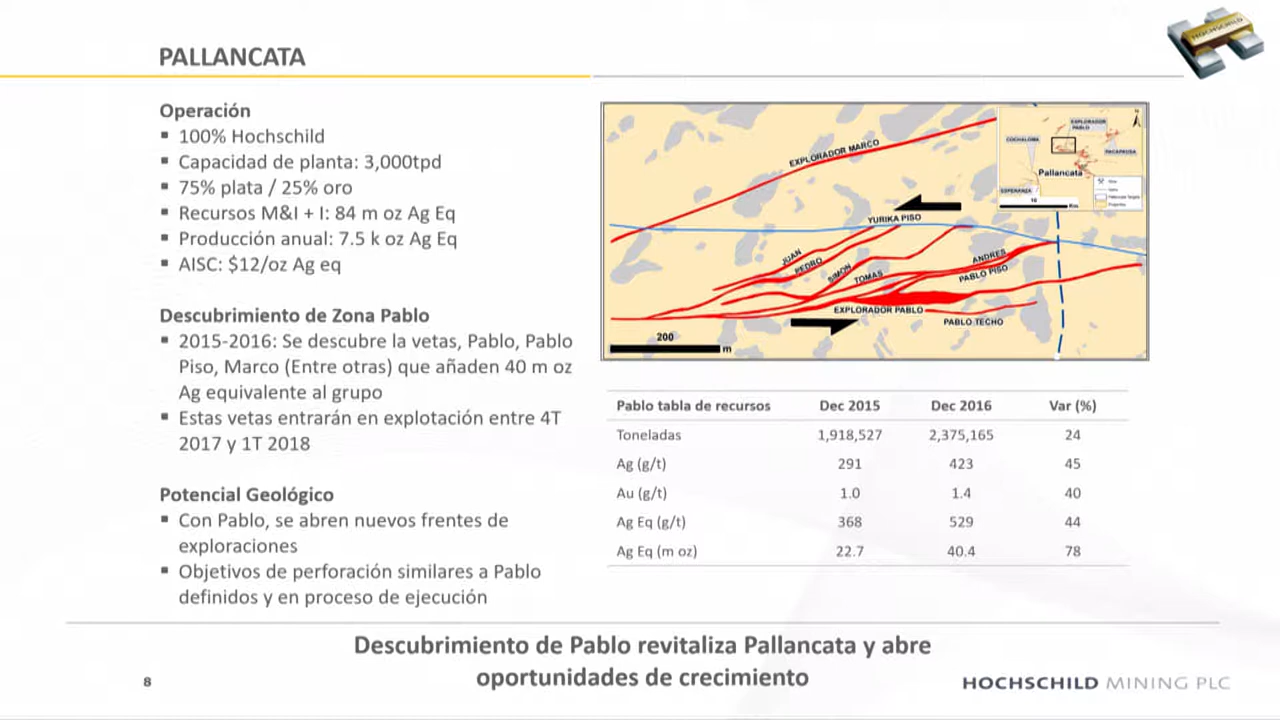 PALLANCATA
HOCHSCHILD
Operación
▪ 100% Hochschild
▪ Capacidad de planta: 3,000tpd
▪ 75% plata / 25% oro
▪ Recursos M&I + I: 84 m oz Ag Eq
▪ Producción anual: 7.5 k oz Ag Eq
▪ AISC: $12/oz Ag eq
Descubrimiento de Zona Pablo
▪ 2015-2016: Se descubre la vetas, Pablo, Pablo
Piso, Marco (Entre otras) que añaden 40 m oz
Ag equivalente al grupo
▪ Estas vetas entrarán en explotación entre 4T
2017 y 1T 2018
Potencial Geológico
▪ Con Pablo, se abren nuevos frentes de
exploraciones
▪ Objetivos de perforación similares a Pablo
definidos y en proceso de ejecución
EXPLORADOR MARCO
YURIKA PISO
JUAN
PEDRO
SIMON
TOMAS
ANDRES
PABLO PISO
EXPLORADOR PABLO
PABLO TECHO
200
m
EXPLORADOR
PABLO
Pallancata
ESPERANZA
Km
Pablo tabla de recursos Dec 2015 Dec 2016 Var (%)
Toneladas 1,918,527 2,375,165 24
Ag (g/t) 291 423 45
Au (g/t) 1.0 1.4 40
Ag Eq (g/t) 368 529 44
Ag Eq (m oz) 22.7 40.4 78
Descubrimiento de Pablo revitaliza Pallancata y abre
oportunidades de crecimiento
8
HOCHSCHILD MINING PLC